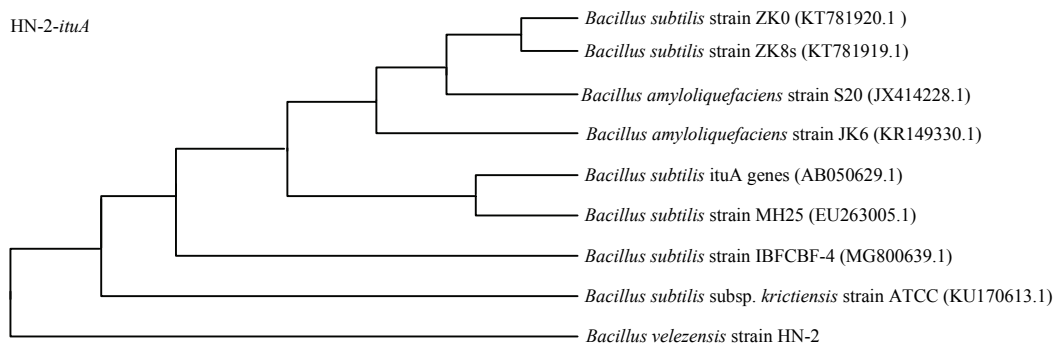 HN-2-ituA
Bacillus subtilis strain ZK0 (KT781920.1 )
Bacillus subtilis strain ZK8s (KT781919.1)
Bacillus amyloliquefaciens strain S20 (JX414228.1)
Bacillus amyloliquefaciens strain JK6 (KR149330.1)
Bacillus subtilis ituA genes (AB050629.1)
Bacillus subtilis strain MH25 (EU263005.1)
Bacillus subtilis strain IBFCBF-4 (MG800639.1)
Bacillus subtilis subsp. krictiensis strain ATCC (KU170613.1)
Bacillus velezensis strain HN-2